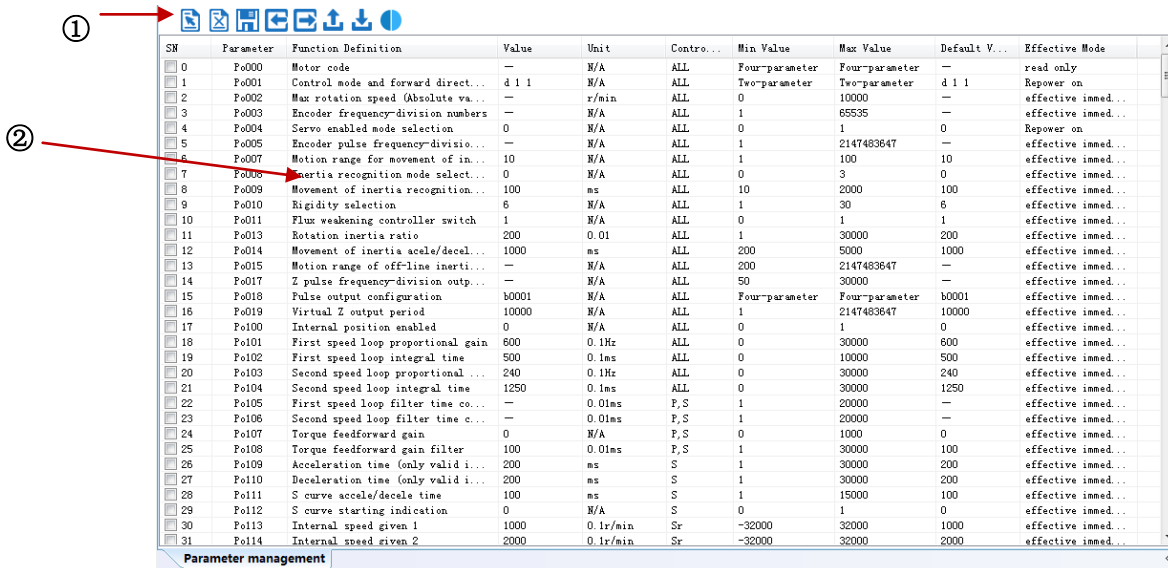 ①
SN Parameter Function Definition Value Unit Contro... Min Value Max Value Default V... Effective Mode
0 Po000 Motor code — N/A ALL Four-parameter Four-parameter — read only
1 Po001 Control mode and forward direct... d 1 1 N/A ALL Two-parameter Two-parameter d 1 1 Repower on
2 Po002 Max rotation speed (Absolute va... — r/min ALL 0 10000 — effective immed...
3 Po003 Encoder frequency-division numbers — N/A ALL 1 65535 — effective immed...
4 Po004 Servo enabled mode selection 0 N/A ALL 0 1 0 Repower on
②
5 Po005 Encoder pulse frequency-divisio... — N/A ALL 1 2147483647 — effective immed...
6 Po007 Motion range for movement of in... 10 N/A ALL 1 100 10 effective immed...
7 Po008 Inertia recognition mode select... 0 N/A ALL 0 3 0 effective immed...
8 Po009 Movement of inertia recognition... 100 ms ALL 10 2000 100 effective immed...
9 Po010 Rigidity selection 6 N/A ALL 1 30 6 effective immed...
10 Po011 Flux weakening controller switch 1 N/A ALL 0 1 1 effective immed...
11 Po013 Rotation inertia ratio 200 0.01 ALL 1 30000 200 effective immed...
12 Po014 Movement of inertia acele/decel... 1000 ms ALL 200 5000 1000 effective immed...
13 Po015 Motion range of off-line inerti... — N/A ALL 200 2147483647 — effective immed...
14 Po017 Z pulse frequency-division outp... — N/A ALL 50 30000 — effective immed...
15 Po018 Pulse output configuration b0001 N/A ALL Four-parameter Four-parameter b0001 effective immed...
16 Po019 Virtual Z output period 10000 N/A ALL 1 2147483647 10000 effective immed...
17 Po100 Internal position enabled 0 N/A ALL 0 1 0 effective immed...
18 Po101 First speed loop proportional gain 600 0.1Hz ALL 0 30000 600 effective immed...
19 Po102 First speed loop integral time 500 0.1ms ALL 0 10000 500 effective immed...
20 Po103 Second speed loop proportional ... 240 0.1Hz ALL 0 30000 240 effective immed...
21 Po104 Second speed loop integral time 1250 0.1ms ALL 0 30000 1250 effective immed...
22 Po105 First speed loop filter time co... — 0.01ms P,S 1 20000 — effective immed...
23 Po106 Second speed loop filter time c... — 0.01ms P,S 1 20000 — effective immed...
24 Po107 Torque feedforward gain 0 N/A P,S 0 1000 0 effective immed...
25 Po108 Torque feedforward gain filter 100 0.01ms P,S 1 30000 100 effective immed...
26 Po109 Acceleration time (only valid i... 200 ms S 1 30000 200 effective immed...
27 Po110 Deceleration time (only valid i... 200 ms S 1 30000 200 effective immed...
28 Po111 S curve accele/decele time 100 ms S 1 15000 100 effective immed...
29 Po112 S curve starting indication 0 N/A S 0 1 0 effective immed...
30 Po113 Internal speed given 1 1000 0.1r/min Sr -32000 32000 1000 effective immed...
31 Po114 Internal speed given 2 2000 0.1r/min Sr -32000 32000 2000 effective immed...
Parameter management